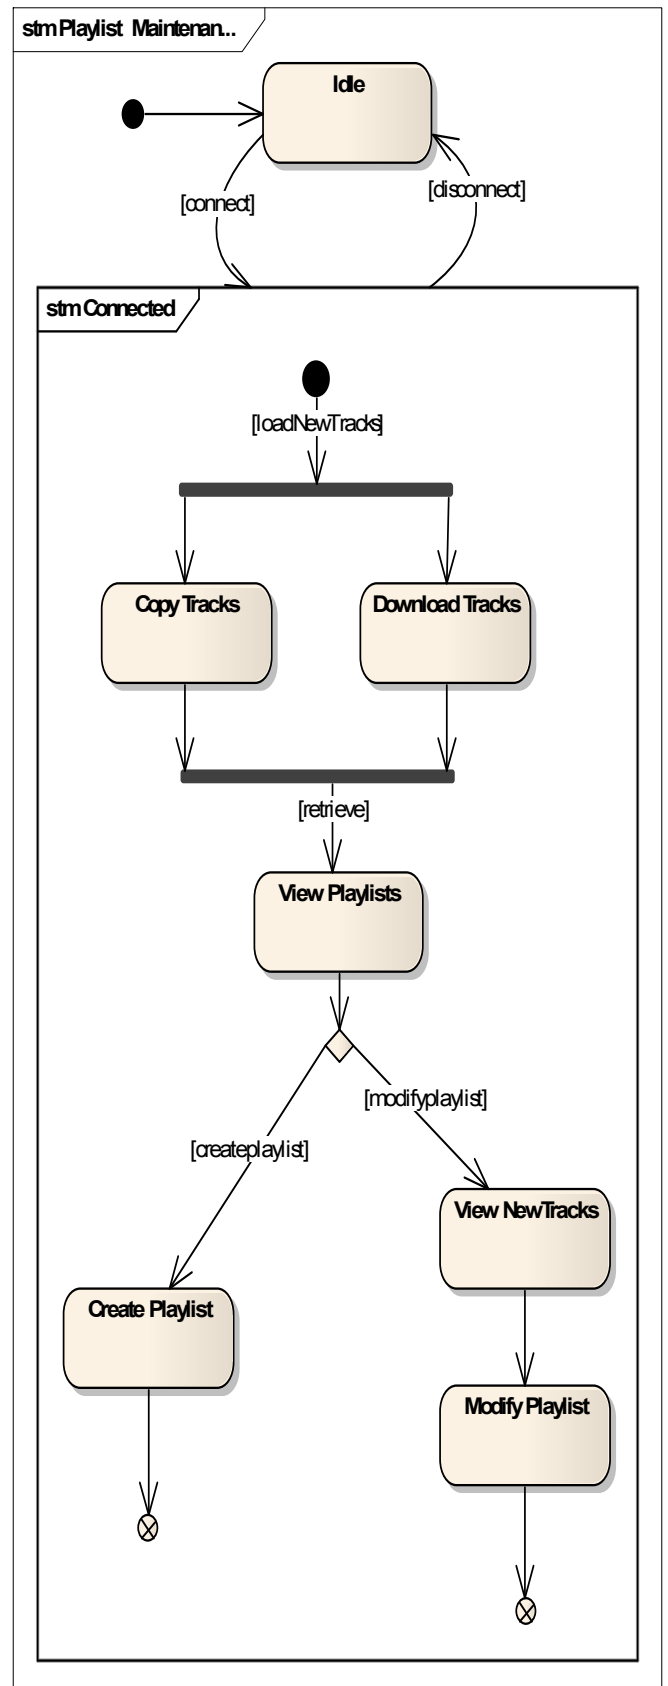 stm Playlist Maintenan...
Idle
[connect]
[disconnect]
stm Connected
[loadNewTracks]
Copy Tracks
Download Tracks
[retrieve]
View Playlists
[modifyplaylist]
[createplaylist]
View NewTracks
Create Playlist
Modify Playlist